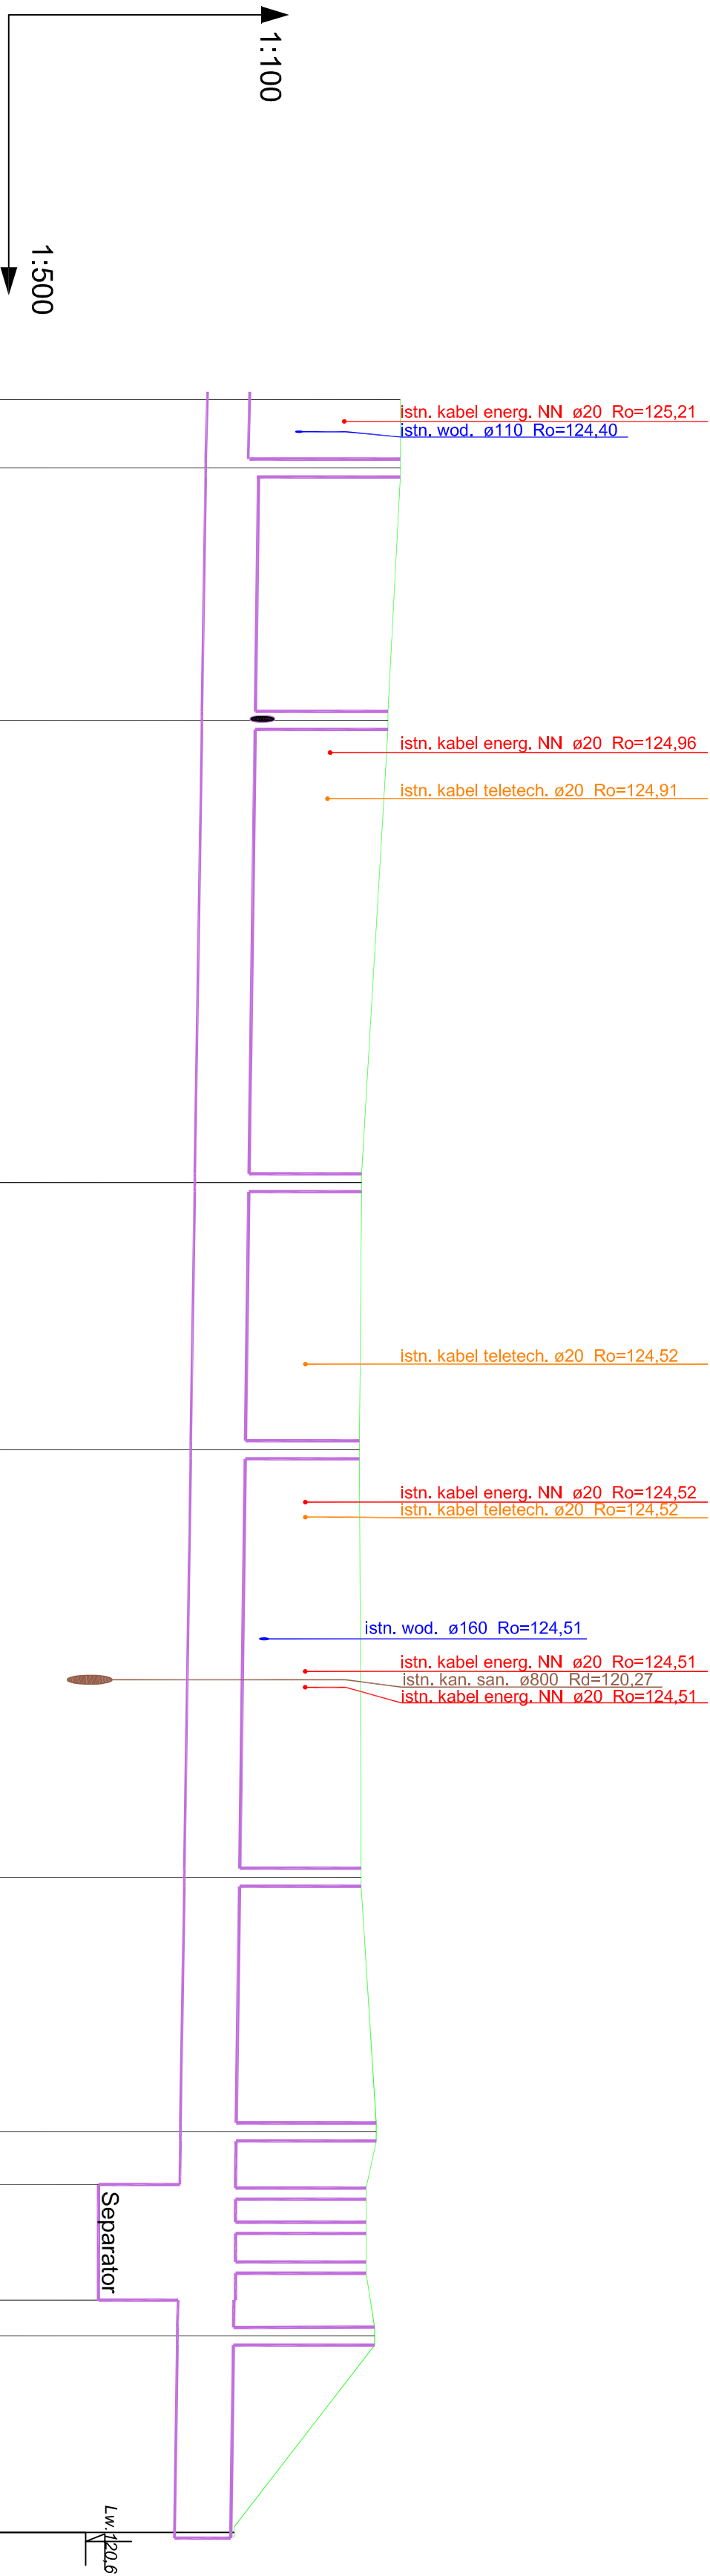 1:100
1:500
istn. kabel energ. NN ø20 Ro=125,21
istn. wod. ø110 Ro=124,40
istn. kabel energ. NN ø20 Ro=124,96
istn. kabel teletech. ø20 Ro=124,91
istn. kabel teletech. ø20 Ro=124,52
istn. kabel energ. NN ø20 Ro=124,52
istn. kabel teletech. ø20 Ro=124,52
istn. wod. ø160 Ro=124,51
istn. kabel energ. NN ø20 Ro=124,51
istn. kan. san. ø800 Rd=120,27
istn. kabel energ. NN ø20 Ro=124,51
Separator
Lw.120,6